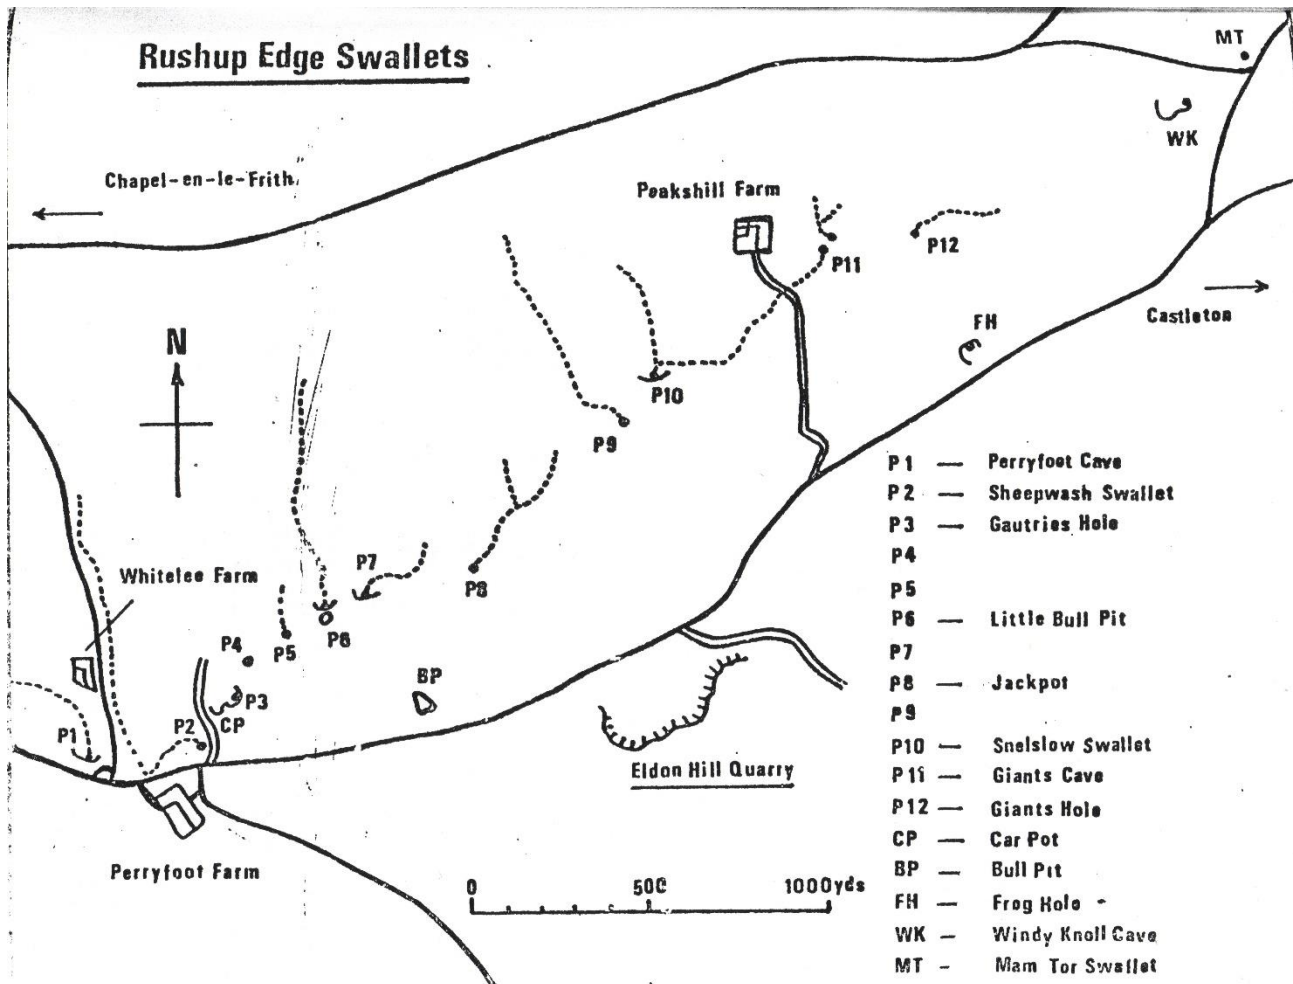 Rushup Edge Swallets
MT
WK
Chapel-en-le-Frith
Peakshill Farm
P11
P12
Castleton
FH
N
P10
P9
Whitelee Farm
P7
P8
P6
P5
P4
P3
CP
P2
P1
BP
Eldon Hill Quarry
Perryfoot Farm
0 500 1000yds
P1 — Perryfoot Cave
P2 — Sheepwash Swallet
P3 — Gautries Hole
P4
P5
P6 — Little Bull Pit
P7
P8 — Jackpot
P9
P10 — Snelslow Swallet
P11 — Giants Cave
P12 — Giants Hole
CP — Car Pot
BP — Bull Pit
FH — Frog Hole -
WK – Windy Knoll Cave
MT - Mam Tor Swallet